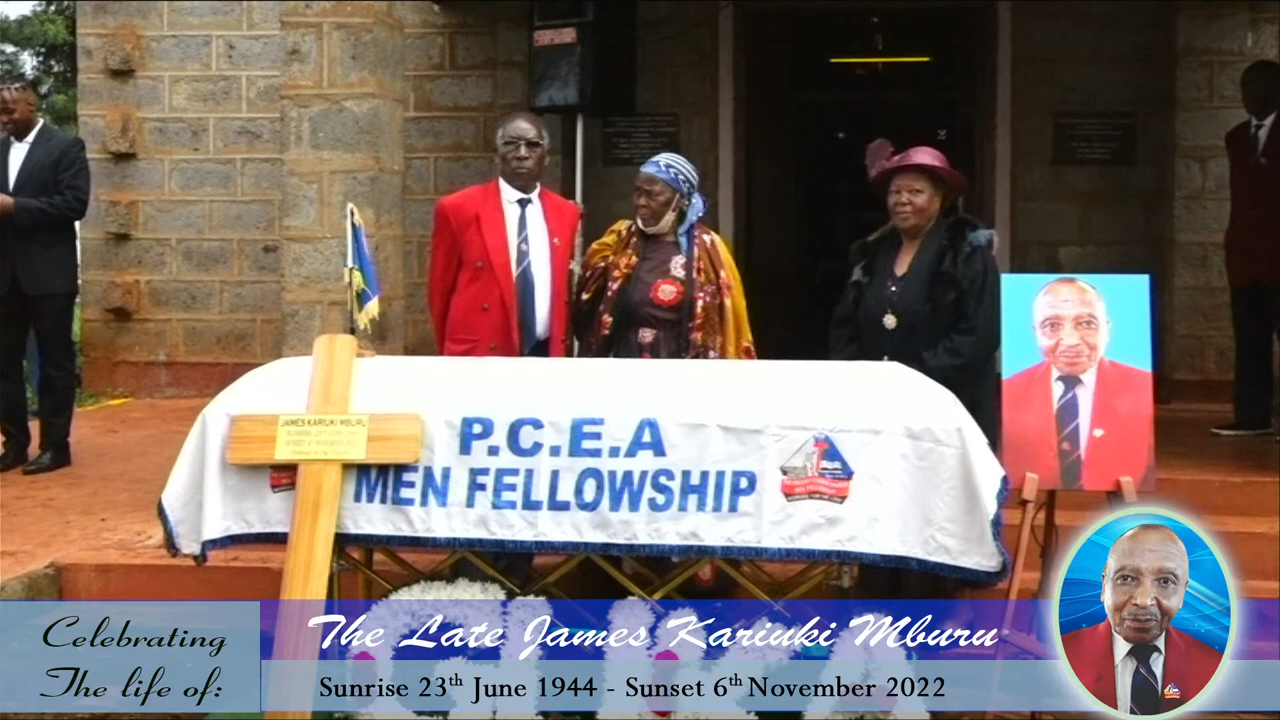 JAMES KARIUKI MBURU
P.C.E.A
MEN FELLOWSHIP
Celebrating
The life of:
The Late James Kariuki Mburu
Sunrise 23th June 1944 - Sunset 6th November 2022